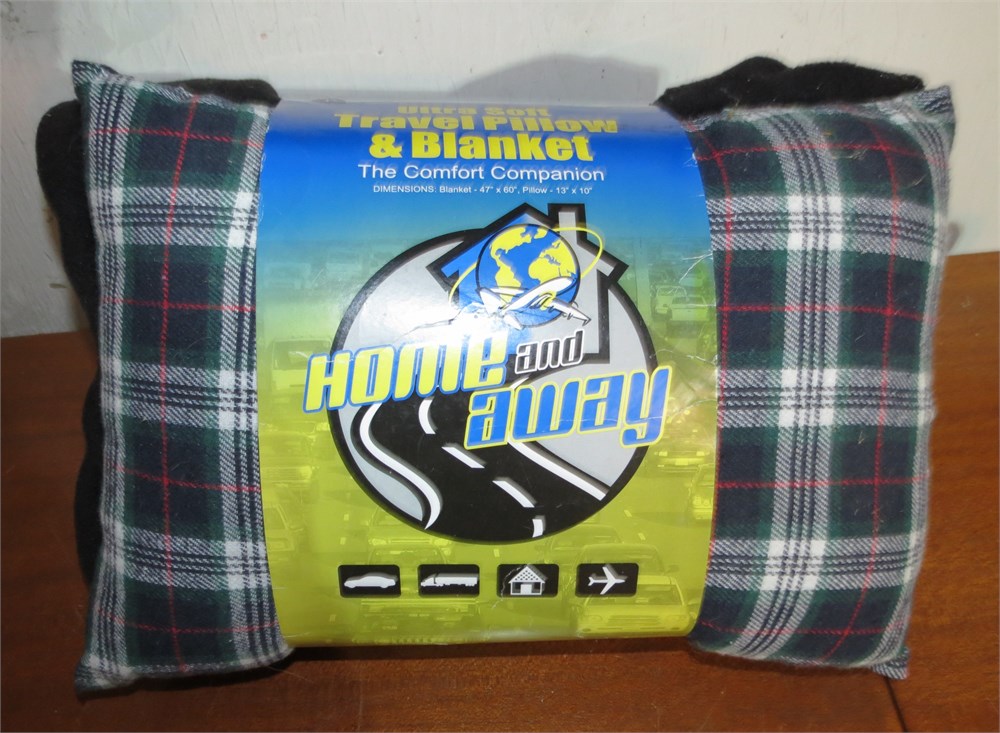 Ultra Soft
Travel Pillow
& Blanket
The Comfort Companion
DIMENSIONS: Blanket - 47" x 60", Pillow - 13" x 10"
HOME and
away